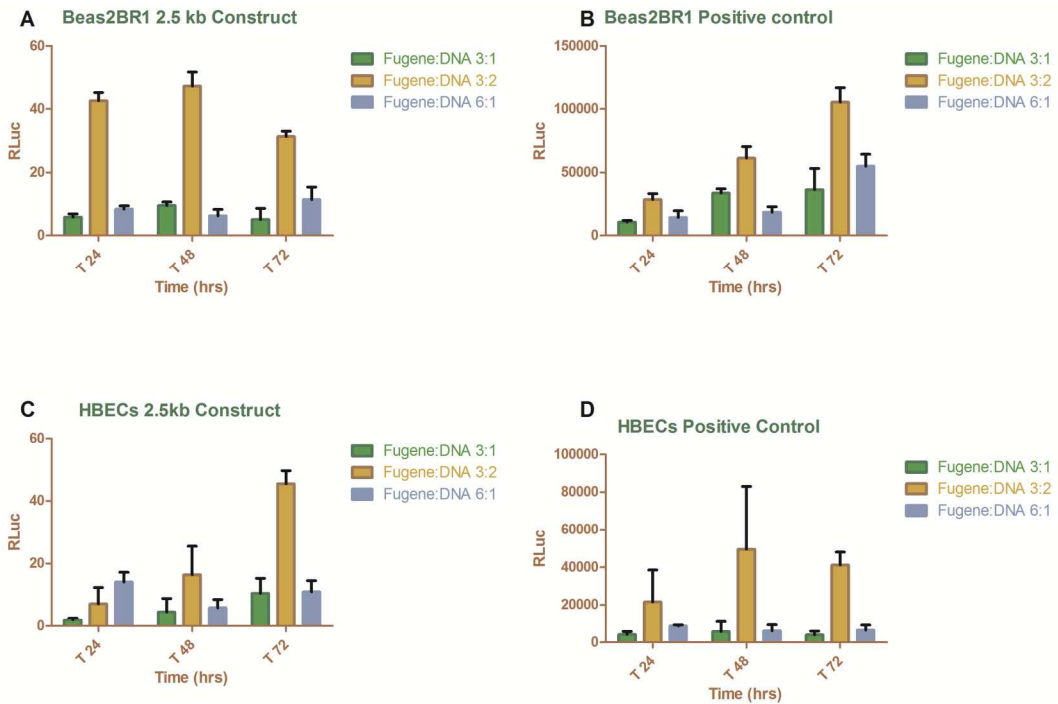 A
Beas2BR1 2.5 kb Construct
60
40
20
0
RLuc
T 24
T 48
T 72
Time (hrs)
Fugene:DNA 3:1
Fugene:DNA 3:2
Fugene:DNA 6:1
B
Beas2BR1 Positive control
150000
100000
50000
0
RLuc
T 24
T 48
T 72
Time (hrs)
Fugene:DNA 3:1
Fugene:DNA 3:2
Fugene:DNA 6:1
C
HBECs 2.5kb Construct
60
40
20
0
RLuc
T 24
T 48
T 72
Time (hrs)
Fugene:DNA 3:1
Fugene:DNA 3:2
Fugene:DNA 6:1
D
HBECs Positive Control
100000
80000
60000
40000
20000
0
RLuc
T 24
T 48
T 72
Time (hrs)
Fugene:DNA 3:1
Fugene:DNA 3:2
Fugene:DNA 6:1